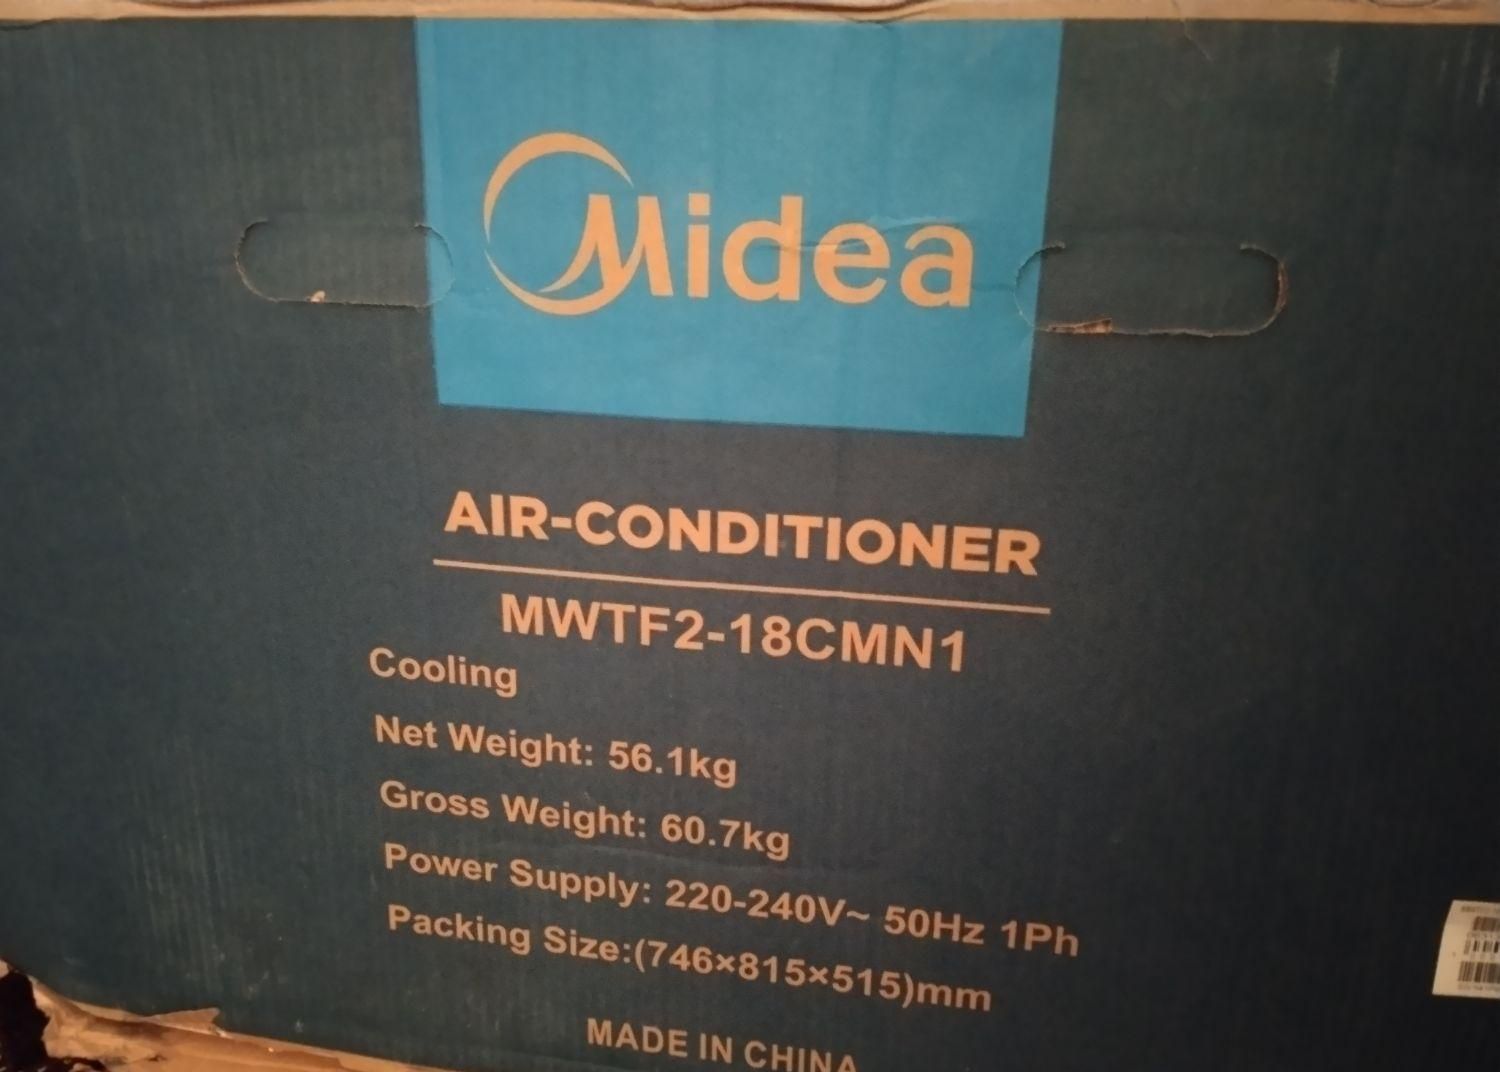 Midea
AIR-CONDITIONER
MWTF2-18CMN1
Cooling
Net Weight: 56.1kg
Gross Weight: 60.7kg
Power Supply: 220-240V~ 50Hz 1Ph
Packing Size:(746×815×515)mm
MADE IN CHINA